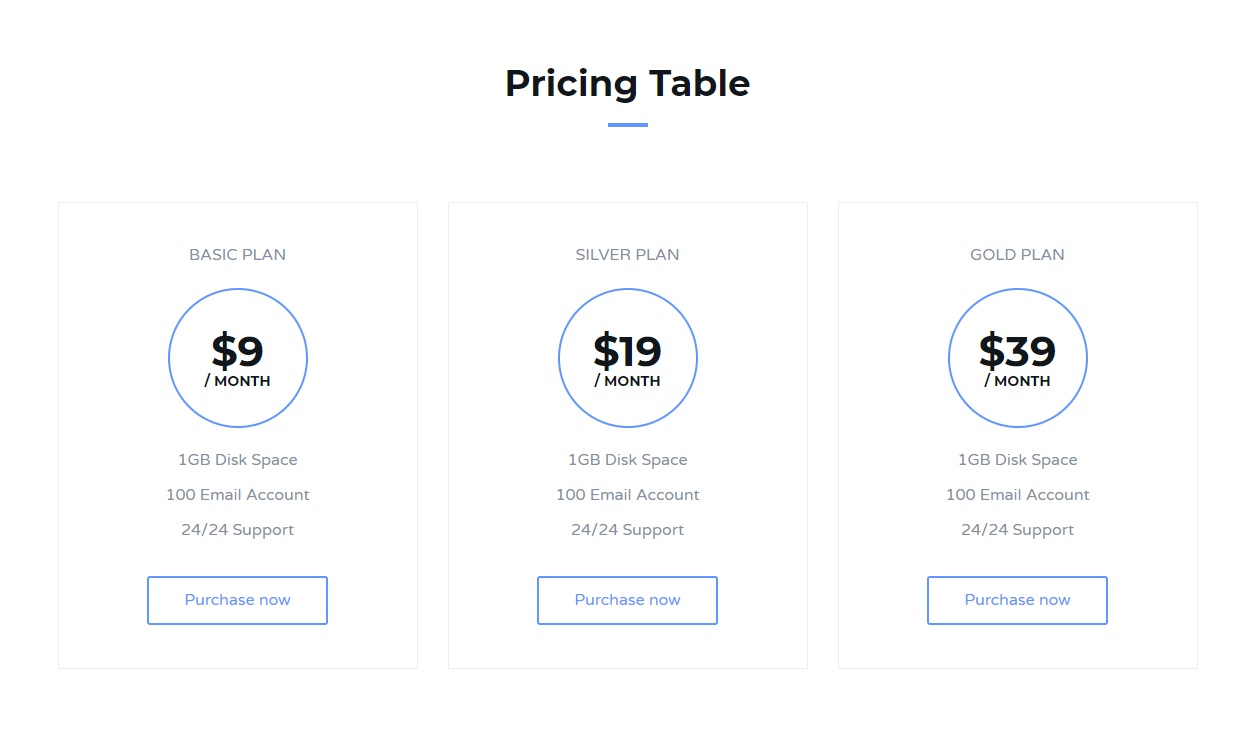 Pricing Table
BASIC PLAN
$9
/ MONTH
1GB Disk Space
100 Email Account
24/24 Support
Purchase now
SILVER PLAN
$19
/ MONTH
1GB Disk Space
100 Email Account
24/24 Support
Purchase now
GOLD PLAN
$39
/ MONTH
1GB Disk Space
100 Email Account
24/24 Support
Purchase now